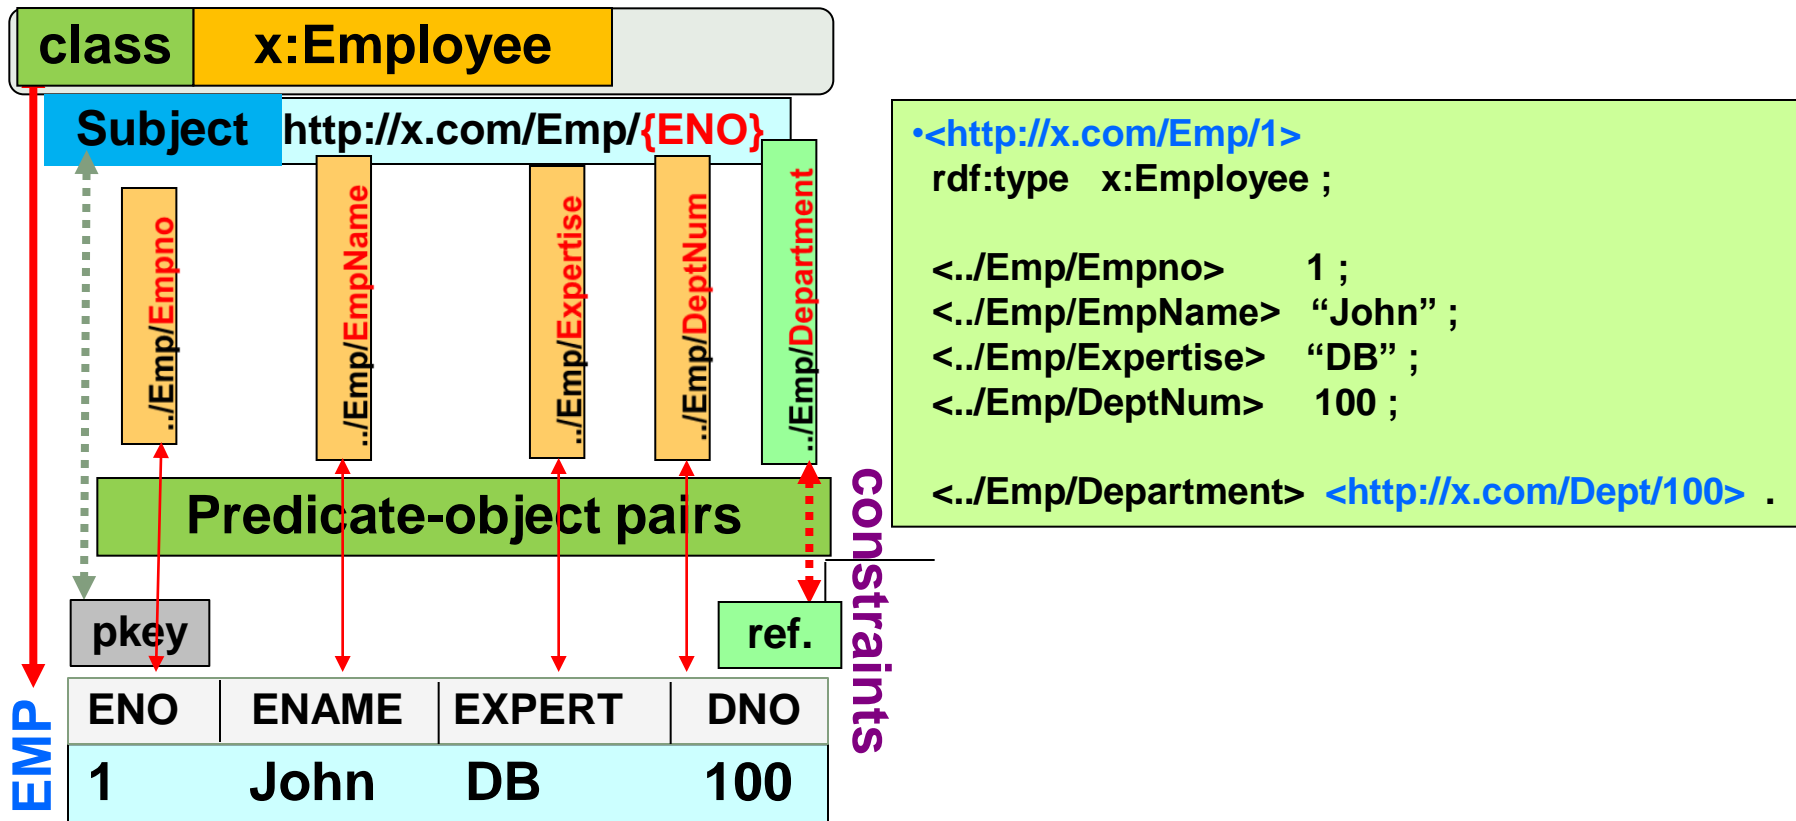 class x:Employee
Subject http://x.com/Emp/{ENO}
../Emp/Empno
../Emp/EmpName
../Emp/Expertise
../Emp/DeptNum
../Emp/Department
Predicate-object pairs
constraints
pkey
ref.
EMP
ENO ENAME EXPERT DNO
1 John DB 100
•<http://x.com/Emp/1>
rdf:type x:Employee ;
<../Emp/Empno> 1 ;
<../Emp/EmpName> “John” ;
<../Emp/Expertise> “DB” ;
<../Emp/DeptNum> 100 ;
<../Emp/Department> <http://x.com/Dept/100> .